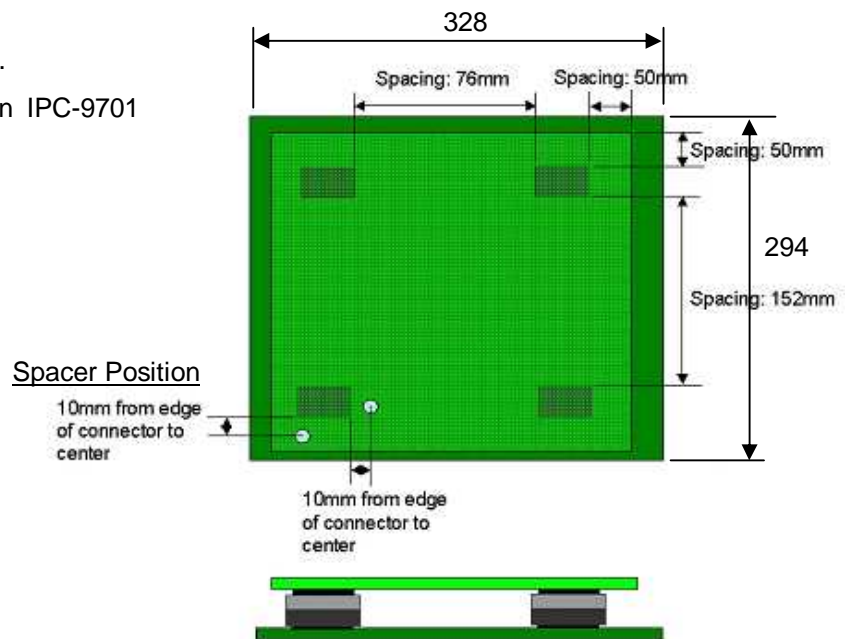 328
.
n IPC-9701
Spacing: 76mm
Spacing: 50mm
Spacing: 50mm
294
Spacing: 152mm
Spacer Position
10mm from edge
of connector to
center
10mm from edge
of connector to
center